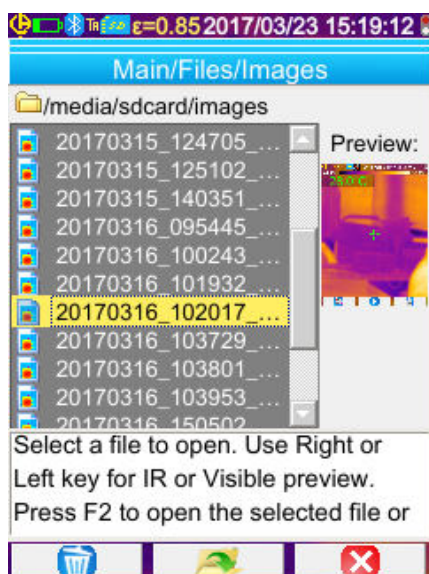 TA ε=0.85 2017/03/23 15:19:12
Main/Files/Images
/media/sdcard/images
20170315_124705_...
Preview:
20170315_125102_...
20170315_140351_...
20170316_095445_...
20170316_100243_...
20170316_101932_...
20170316_102017_...
20170316_103729_...
20170316_103801_...
20170316_103953_...
20170316_150502
Select a file to open. Use Right or
Left key for IR or Visible preview.
Press F2 to open the selected file or